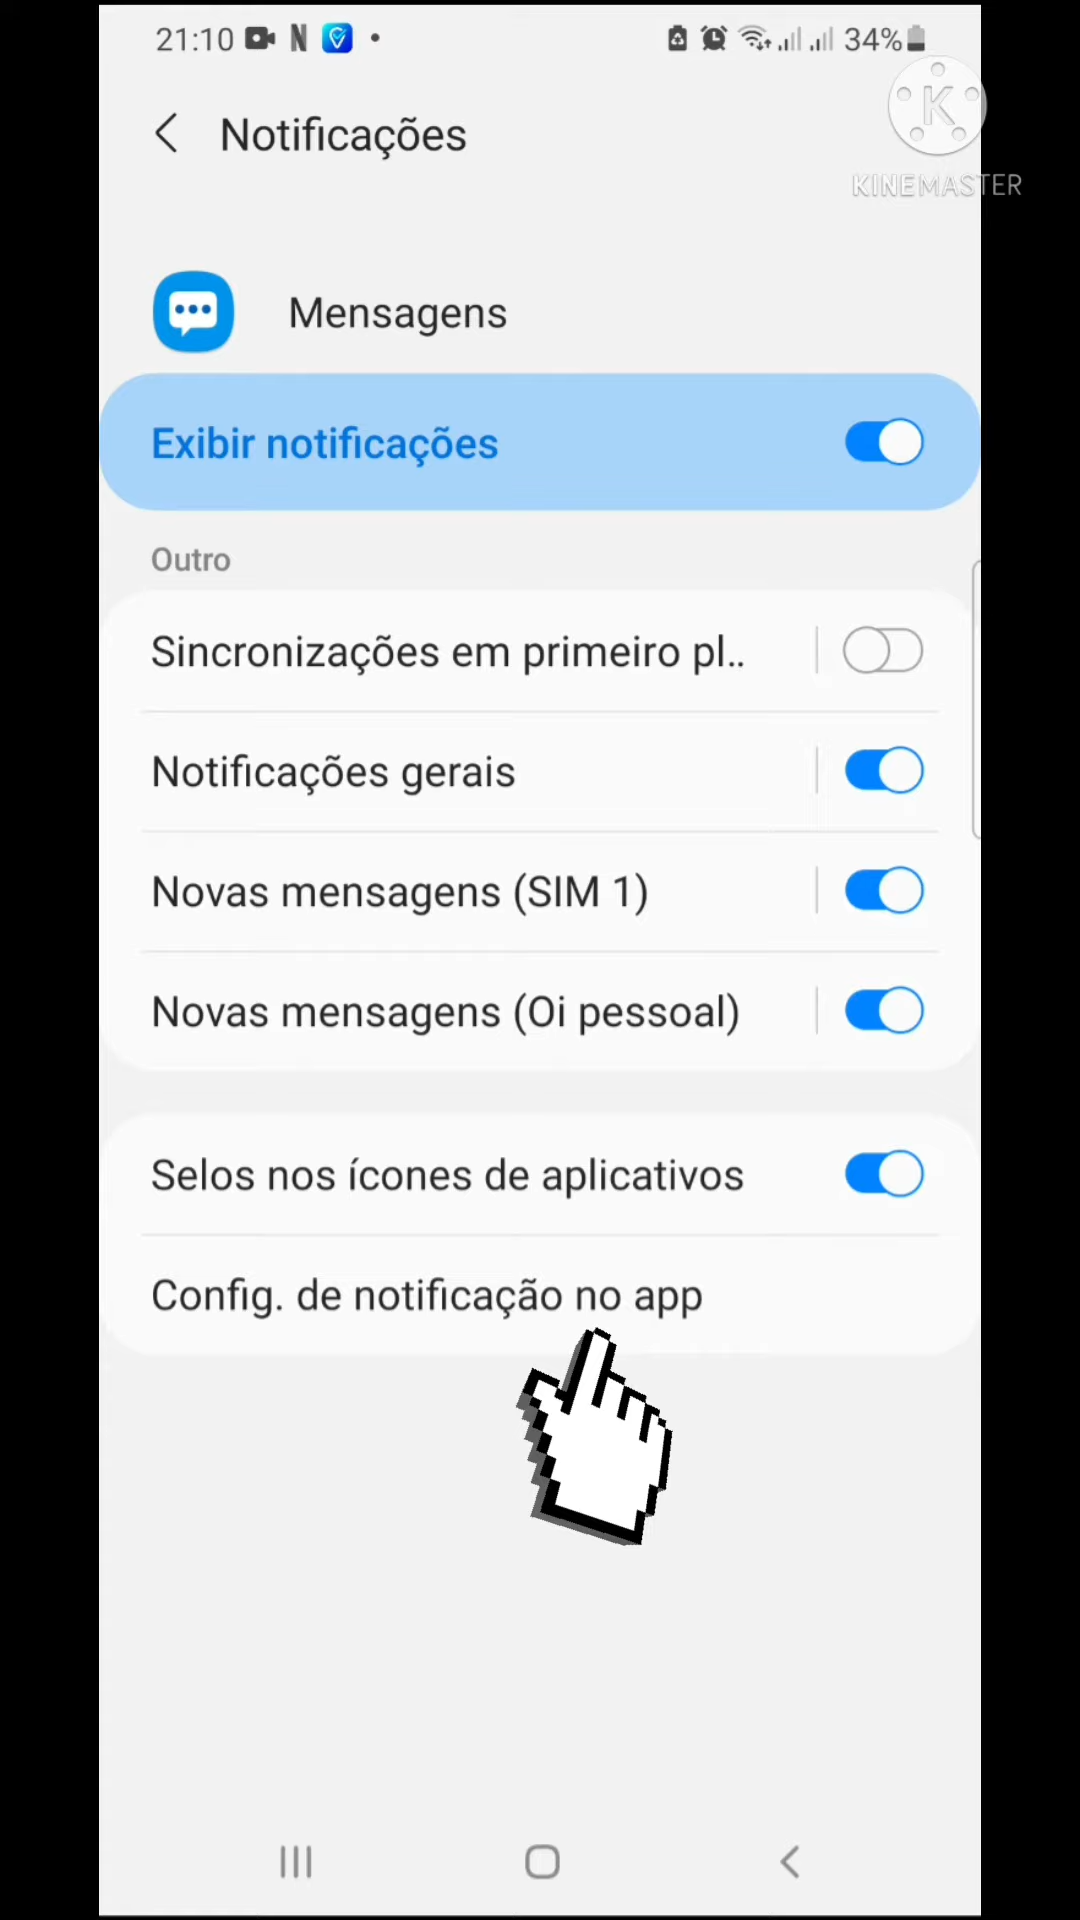 21:10
34%
Notificações
KINEMASTER
Mensagens
Exibir notificações
Outro
Sincronizações em primeiro pl..
Notificações gerais
Novas mensagens (SIM 1)
Novas mensagens (Oi pessoal)
Selos nos ícones de aplicativos
Config. de notificação no app